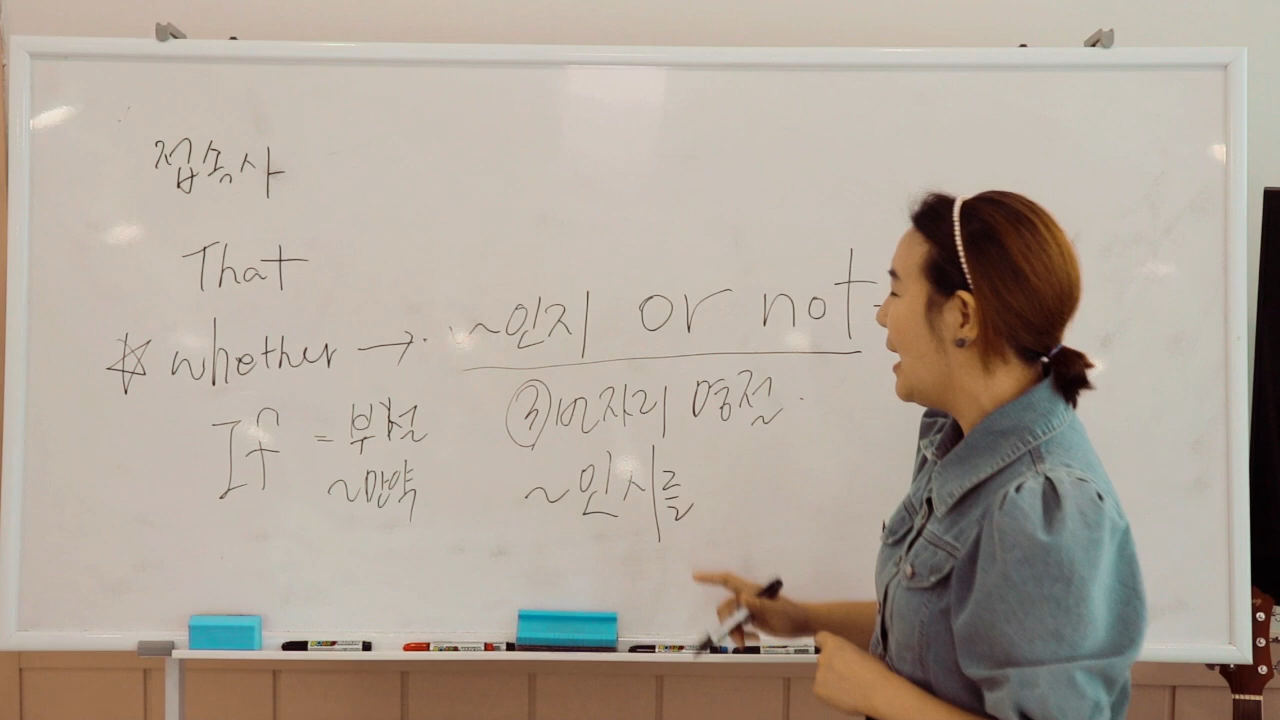 접속사
That
☆ whether → ~인지 or not
If = 부절 ③번자리 명절.
~만약 ~인지를